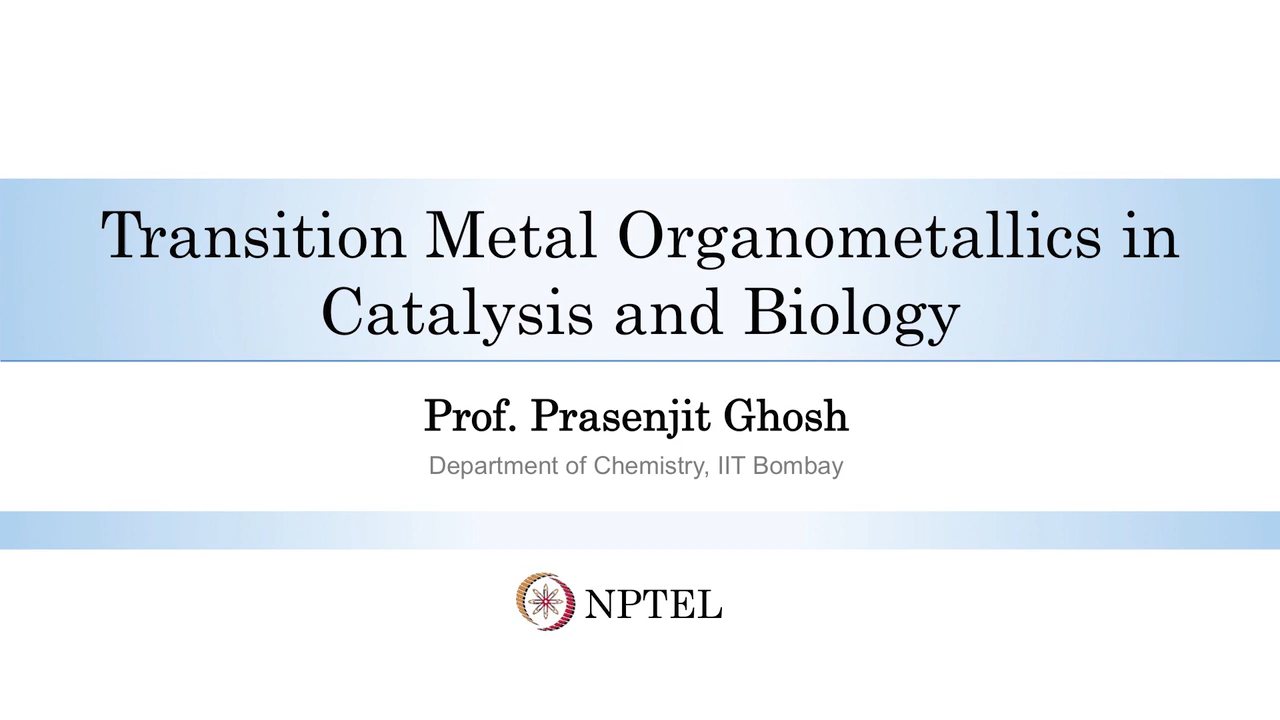 Transition Metal Organometallics in
Catalysis and Biology
Prof. Prasenjit Ghosh
Department of Chemistry, IIT Bombay
NPTEL